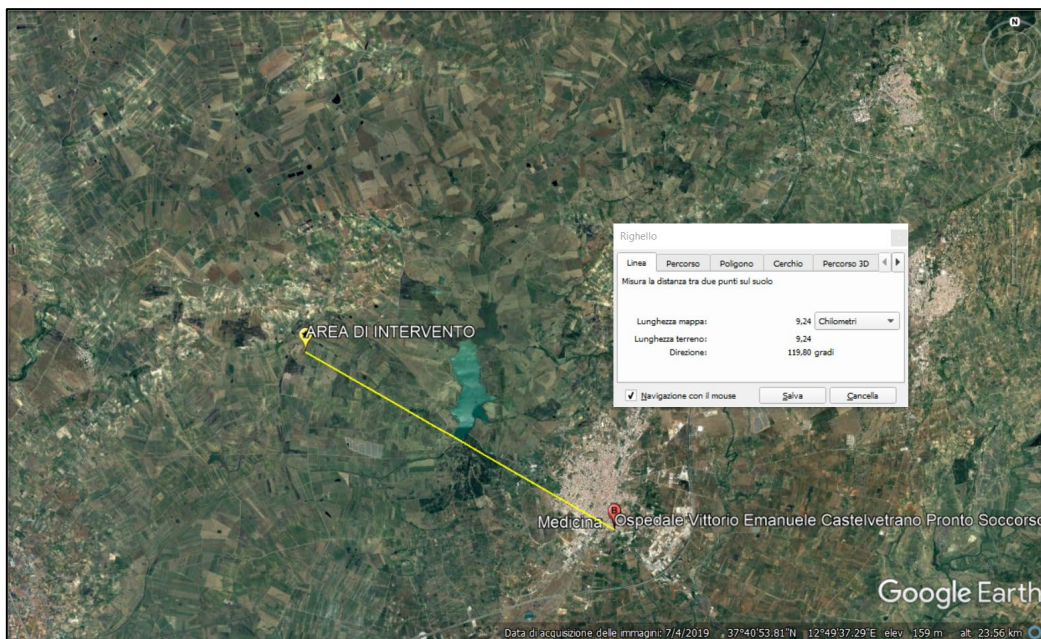 N
Righello
Linea Percorso Poligono Cerchio Percorso 3D
Misura la distanza tra due punti sul suolo
Lunghezza mappa: 9,24 Chilometri
Lunghezza terreno: 9,24
Direzione: 119,80 gradi
Navigazione con il mouse Salva Cancella
AREA DI INTERVENTO
B
Medicina Ospedale Vittorio Emanuele Castelvetrano Pronto Soccorso
Google Earth
Data di acquisizione delle immagini: 7/4/2019 37°40'53.81"N 12°49'37.29"E elev 159 m alt 23.56 km